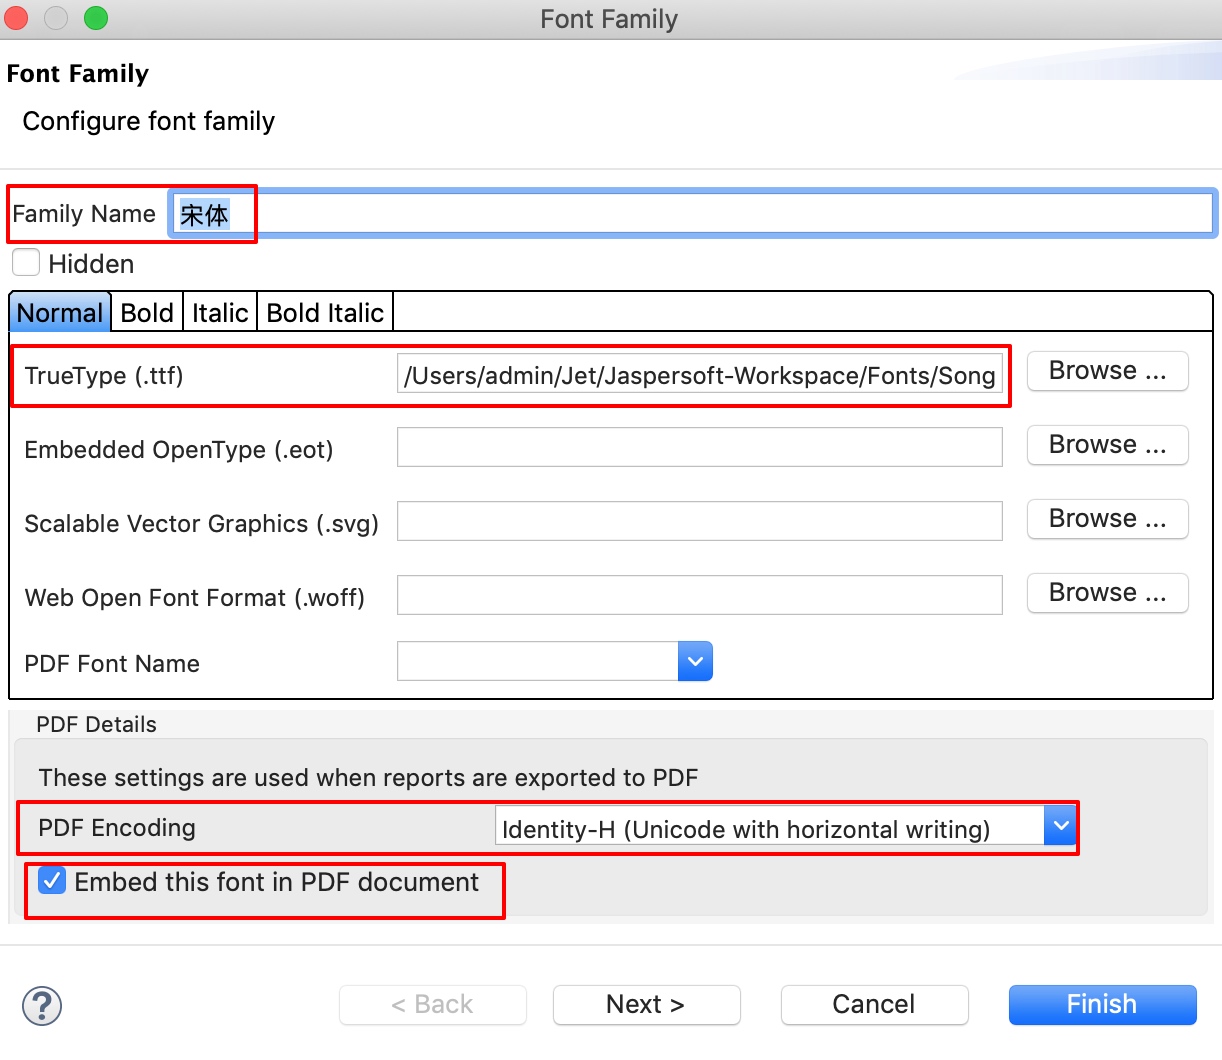 Font Family
Font Family
Configure font family
Family Name 宋体
Hidden
Normal Bold Italic Bold Italic
TrueType (.ttf) /Users/admin/Jet/Jaspersoft-Workspace/Fonts/Song Browse ...
Embedded OpenType (.eot) Browse ...
Scalable Vector Graphics (.svg) Browse ...
Web Open Font Format (.woff) Browse ...
PDF Font Name
PDF Details
These settings are used when reports are exported to PDF
PDF Encoding Identity-H (Unicode with horizontal writing)
Embed this font in PDF document
? < Back Next > Cancel Finish